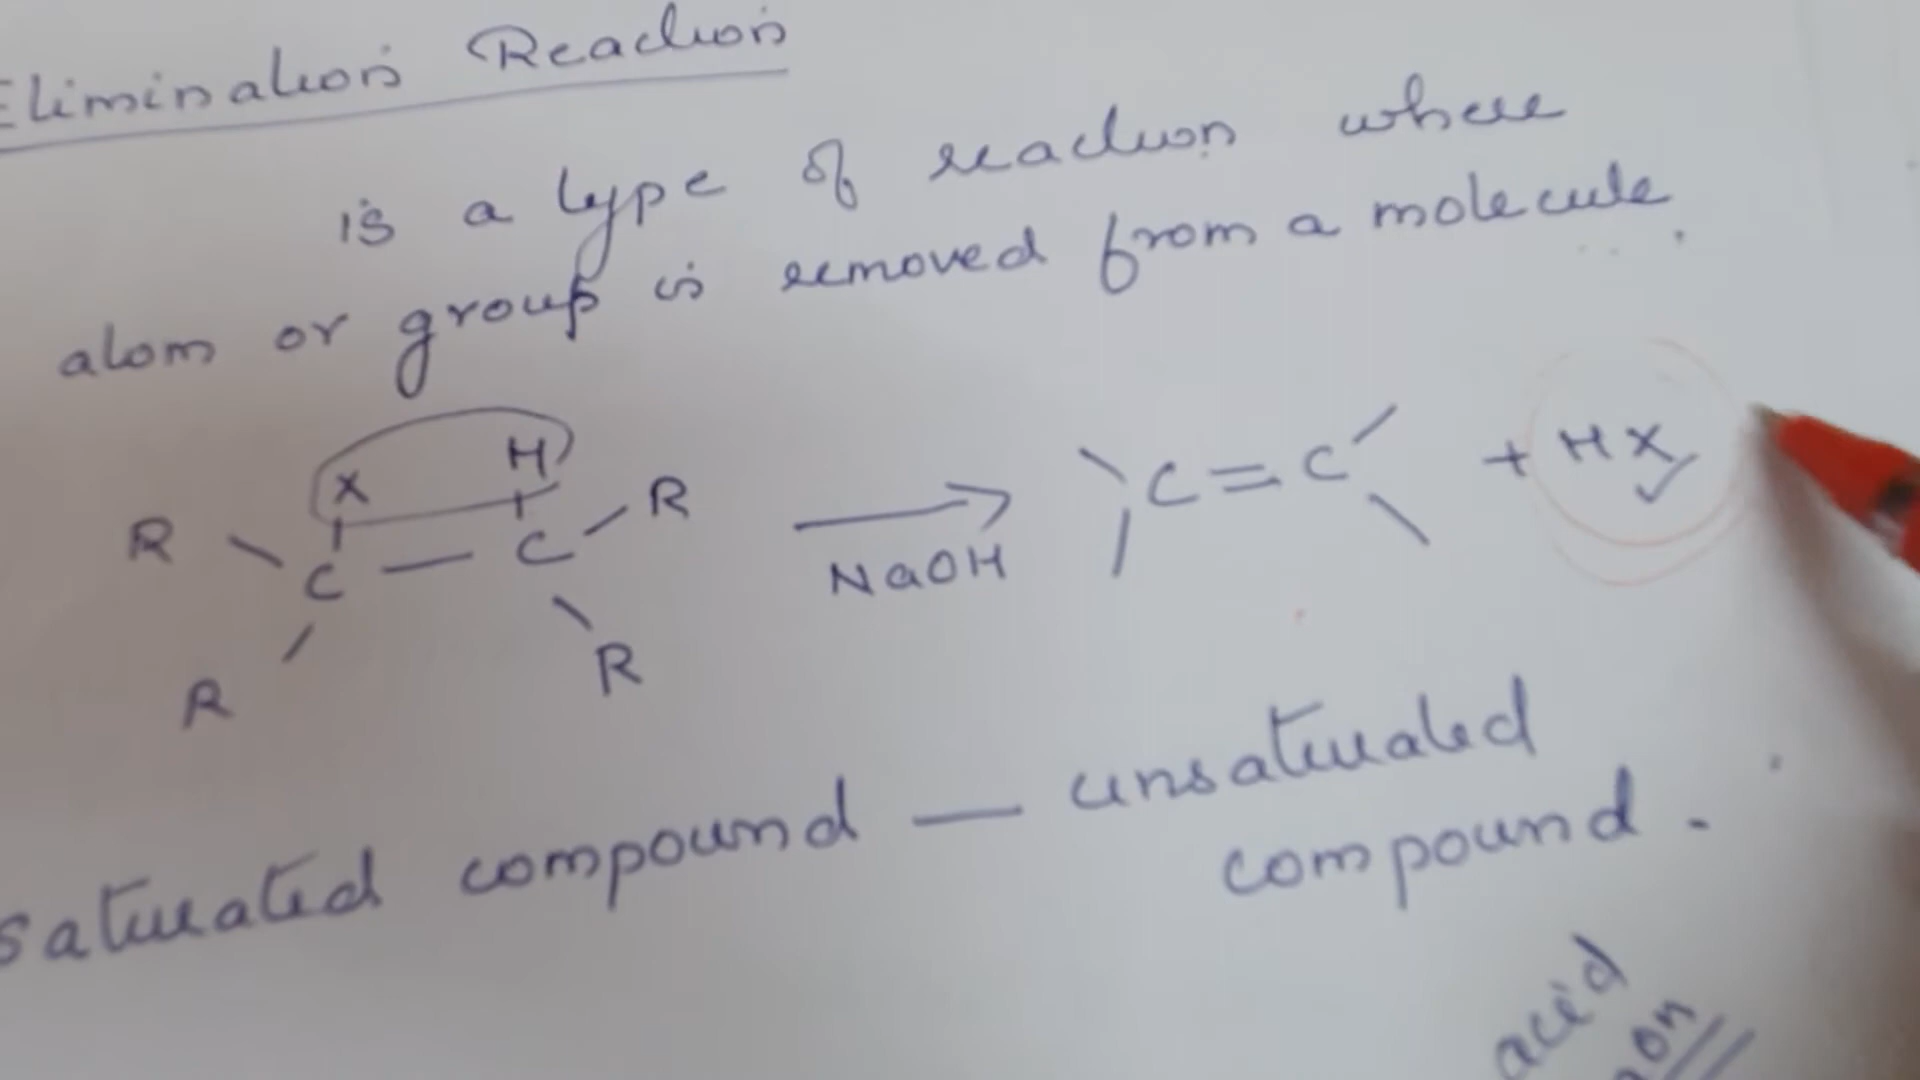 Elimination Reaction
is a type of reaction where
atom or group is removed from a molecule.
X H
R C — C R
R R
NaOH
C = C + HX
saturated compound — unsaturated
compound.
acid